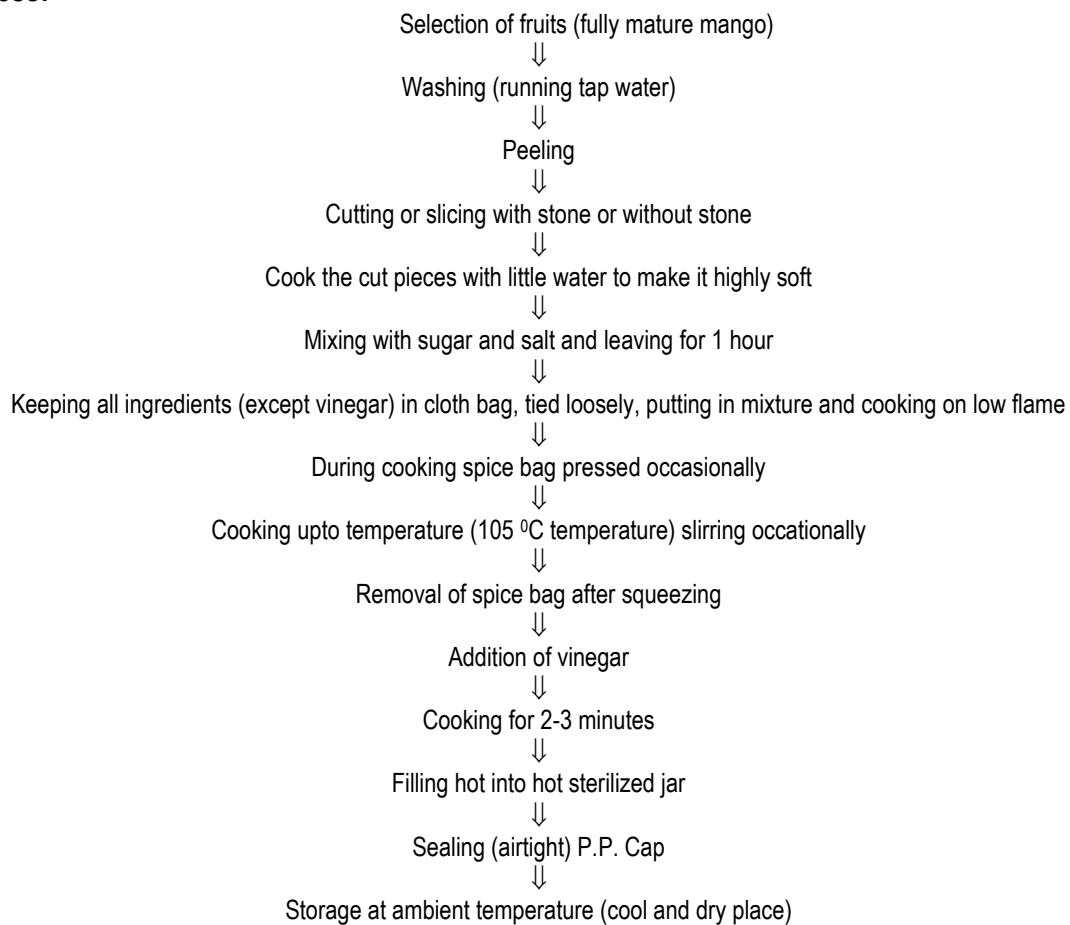 Selection of fruits (fully mature mango)
⇓
Washing (running tap water)
⇓
Peeling
⇓
Cutting or slicing with stone or without stone
⇓
Cook the cut pieces with little water to make it highly soft
⇓
Mixing with sugar and salt and leaving for 1 hour
⇓
Keeping all ingredients (except vinegar) in cloth bag, tied loosely, putting in mixture and cooking on low flame
⇓
During cooking spice bag pressed occasionally
⇓
Cooking upto temperature (105 ⁰C temperature) slirring occationally
⇓
Removal of spice bag after squeezing
⇓
Addition of vinegar
⇓
Cooking for 2-3 minutes
⇓
Filling hot into hot sterilized jar
⇓
Sealing (airtight) P.P. Cap
⇓
Storage at ambient temperature (cool and dry place)